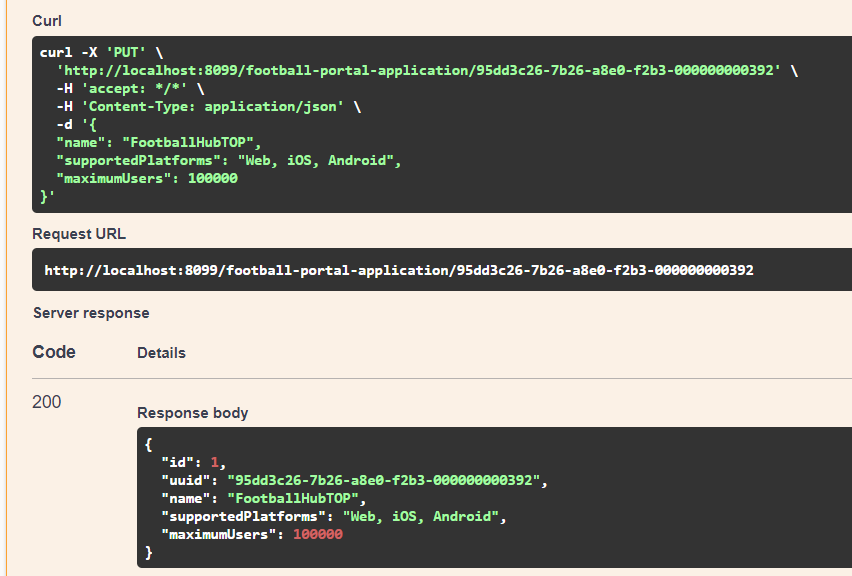 Curl
curl -X 'PUT' \
  'http://localhost:8099/football-portal-application/95dd3c26-7b26-a8e0-f2b3-000000000392' \
  -H 'accept: */*' \
  -H 'Content-Type: application/json' \
  -d '{
  "name": "FootballHubTOP",
  "supportedPlatforms": "Web, iOS, Android",
  "maximumUsers": 100000
}'
Request URL
http://localhost:8099/football-portal-application/95dd3c26-7b26-a8e0-f2b3-000000000392
Server response
Code Details
200
Response body
{
  "id": 1,
  "uuid": "95dd3c26-7b26-a8e0-f2b3-000000000392",
  "name": "FootballHubTOP",
  "supportedPlatforms": "Web, iOS, Android",
  "maximumUsers": 100000
}